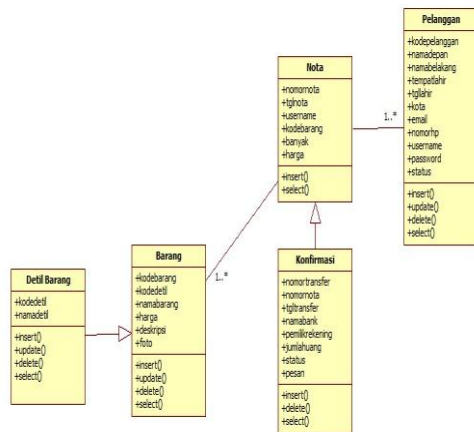 Pelanggan
+kodepelanggan
+namadepan
+namabelakang
+tempatlahir
+tgllahir
+kota
+email
+nomorhp
+username
+password
+status
+insert()
+update()
+delete()
+select()
1..*
Nota
+nomornota
+tglnota
+username
+kodebarang
+banyak
+harga
+insert()
+select()
1..*
Barang
+kodebarang
+kodedetil
+namabarang
+harga
+deskripsi
+foto
+insert()
+update()
+delete()
+select()
Detil Barang
+kodedetil
+namadetil
+insert()
+update()
+delete()
+select()
Konfirmasi
+nomortransfer
+nomornota
+tgltransfer
+namabank
+pemilikrekening
+jumlahuang
+status
+pesan
+insert()
+delete()
+select()